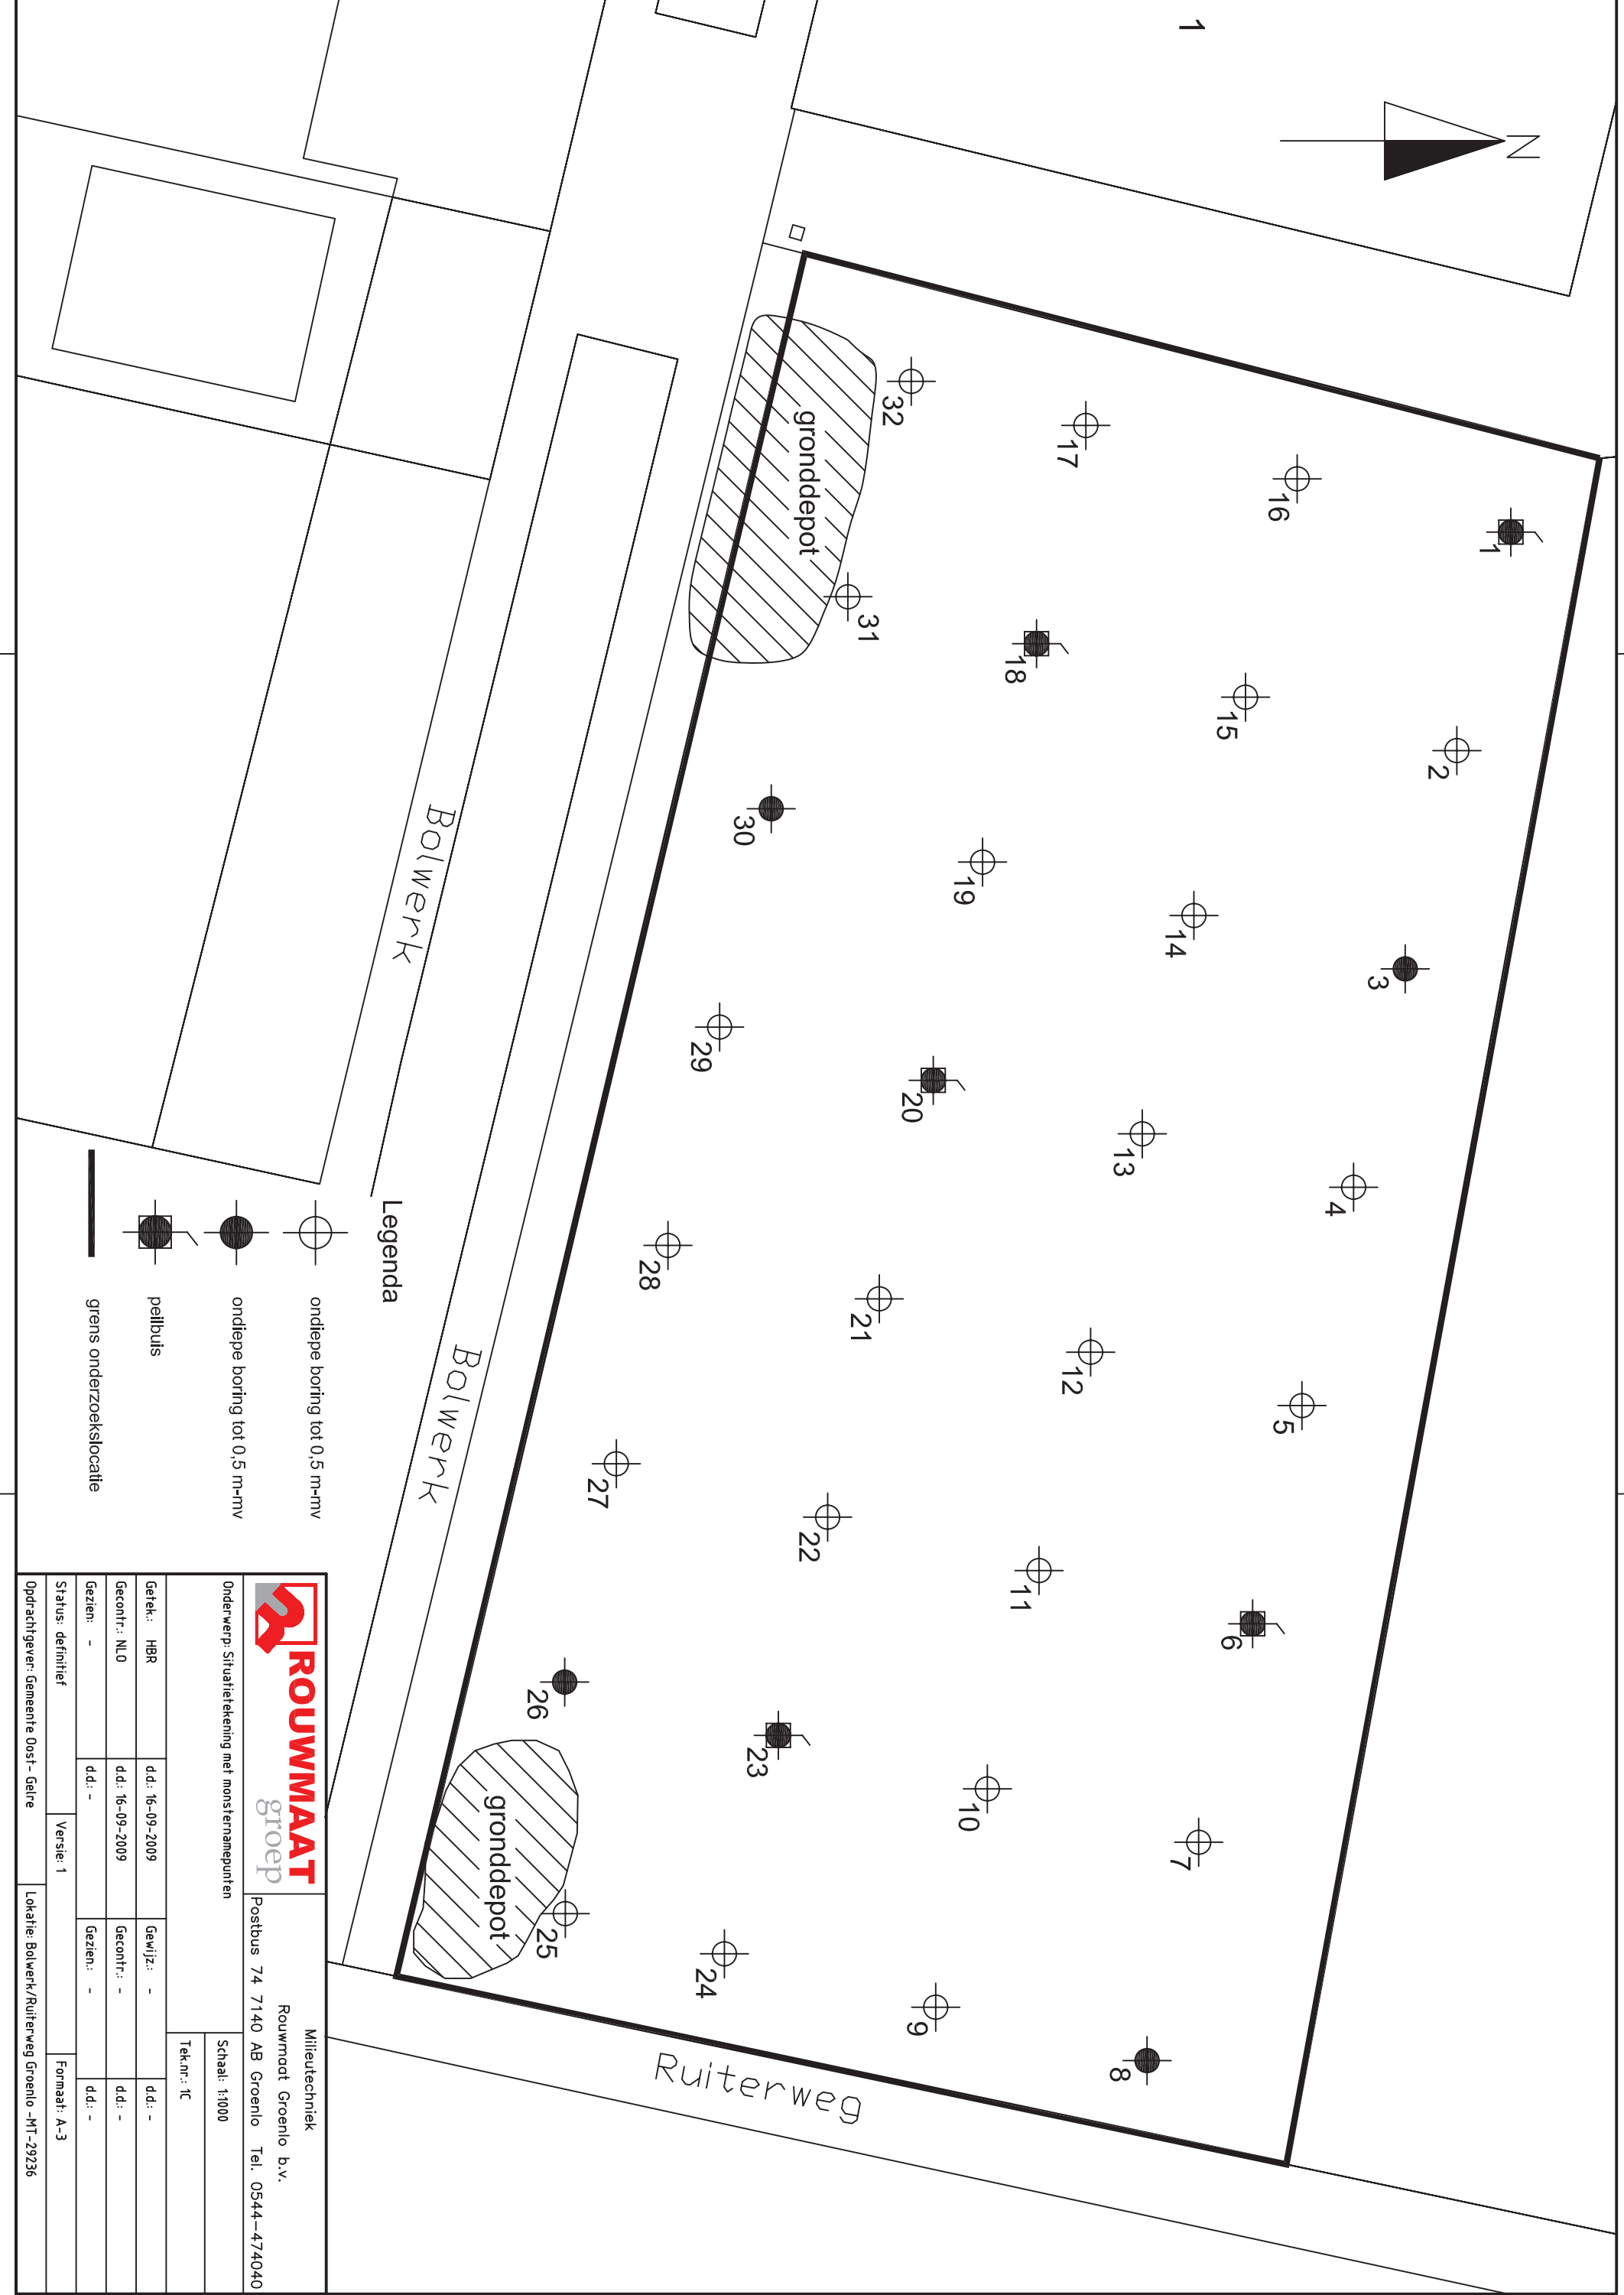 N
1
1
2
3
4
5
6
7
8
16
15
14
13
12
11
10
9
17
18
19
20
21
22
23
24
32
31
30
29
28
27
26
25
gronddepot
gronddepot
Bolwerk
Bolwerk
Ruiterweg
Legenda
ondiepe boring tot 0,5 m-mv
ondiepe boring tot 0,5 m-mv
peilbuis
grens onderzoekslocatie
ROUWMAAT
groep
Milieutechniek
Rouwmaat Groenlo b.v.
Postbus 74 7140 AB Groenlo Tel. 0544-474040
Onderwerp: Situatietekening met monsternamepunten
Schaal: 1:1000
Tek.nr.: 1C
Getek.: HBR d.d.: 16-09-2009 Gewijz.: - d.d.: -
Gecontr.: NLO d.d.: 16-09-2009 Gecontr.: - d.d.: -
Gezien: - d.d.: - Gezien.: - d.d.: -
Status: definitief Versie: 1 Formaat: A-3
Opdrachtgever: Gemeente Oost- Gelre Lokatie: Bolwerk/Ruiterweg Groenlo -MT-29236